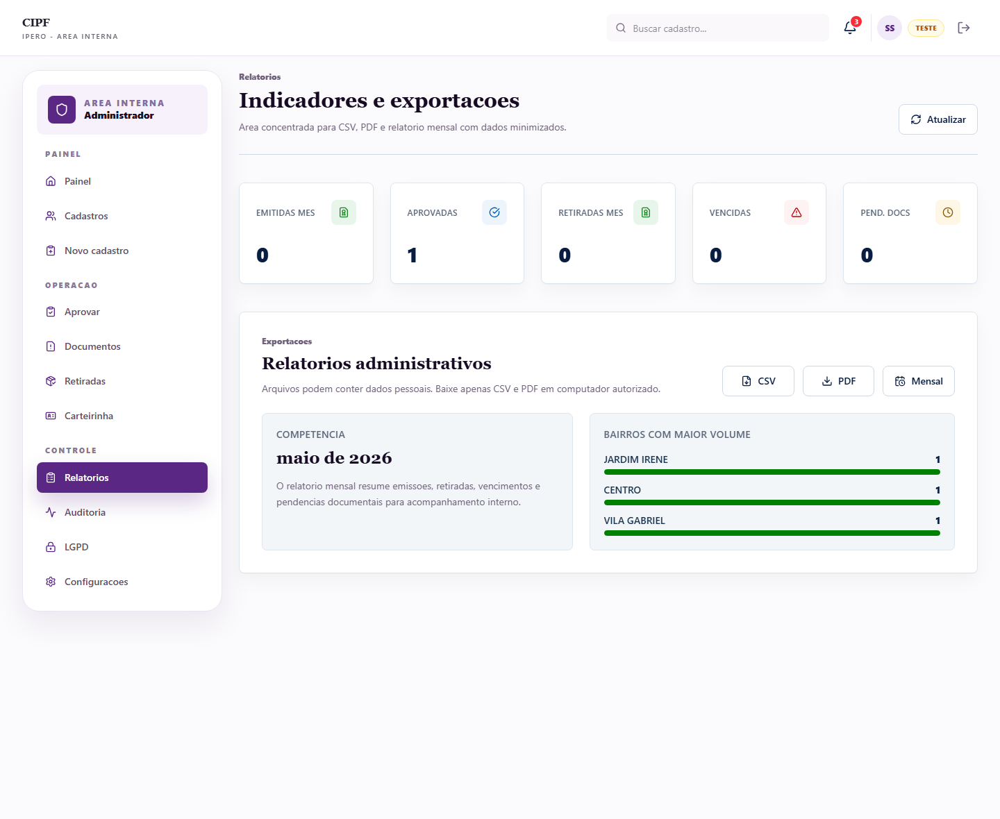 CIPF
IPERO - AREA INTERNA
Buscar cadastro...
3
SS
TESTE
AREA INTERNA
Administrador
PAINEL
Painel
Cadastros
Novo cadastro
OPERACAO
Aprovar
Documentos
Retiradas
Carteirinha
CONTROLE
Relatorios
Auditoria
LGPD
Configuracoes
Relatorios
Indicadores e exportacoes
Area concentrada para CSV, PDF e relatorio mensal com dados minimizados.
Atualizar
EMITIDAS MES
0
APROVADAS
1
RETIRADAS MES
0
VENCIDAS
0
PEND. DOCS
0
Exportacoes
Relatorios administrativos
Arquivos podem conter dados pessoais. Baixe apenas CSV e PDF em computador autorizado.
CSV
PDF
Mensal
COMPETENCIA
maio de 2026
O relatorio mensal resume emissoes, retiradas, vencimentos e
pendencias documentais para acompanhamento interno.
BAIRROS COM MAIOR VOLUME
JARDIM IRENE 1
CENTRO 1
VILA GABRIEL 1